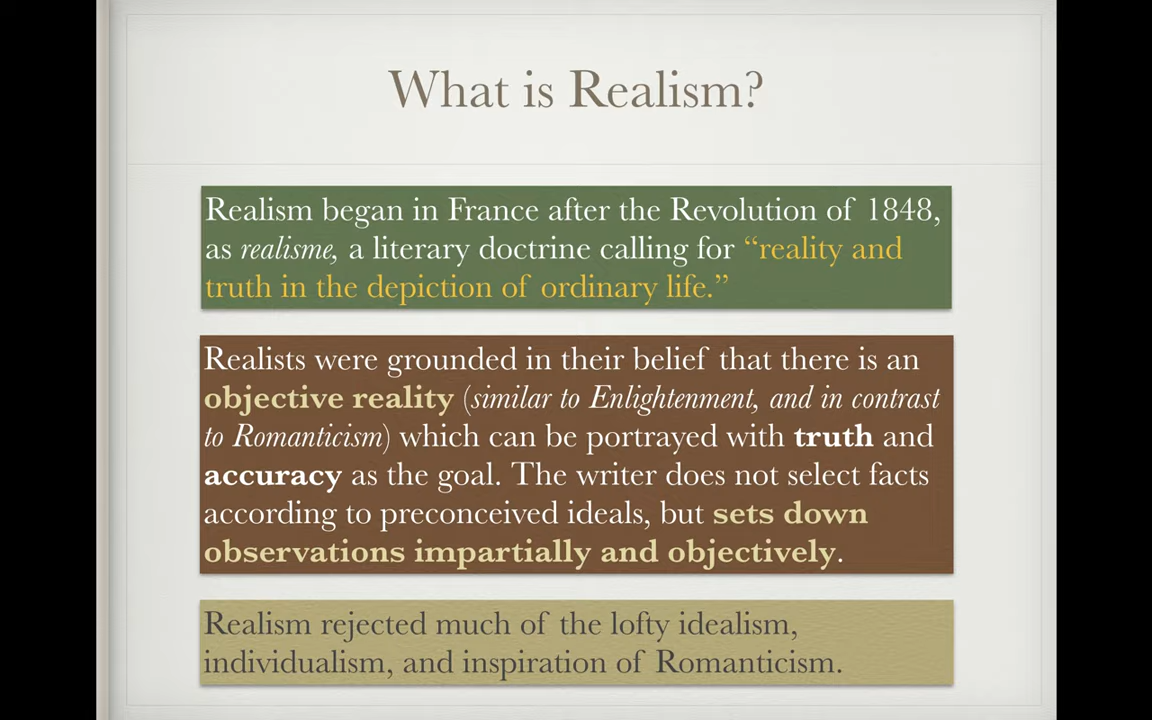 What is Realism?
Realism began in France after the Revolution of 1848,
as realisme, a literary doctrine calling for “reality and
truth in the depiction of ordinary life.”
Realists were grounded in their belief that there is an
objective reality (similar to Enlightenment, and in contrast
to Romanticism) which can be portrayed with truth and
accuracy as the goal. The writer does not select facts
according to preconceived ideals, but sets down
observations impartially and objectively.
Realism rejected much of the lofty idealism,
individualism, and inspiration of Romanticism.